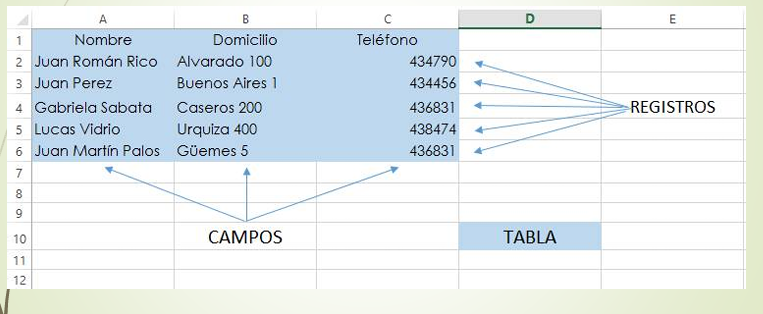 A B C D E
1 Nombre Domicilio Teléfono
2 Juan Román Rico Alvarado 100 434790
3 Juan Perez Buenos Aires 1 434456
4 Gabriela Sabata Caseros 200 436831 REGISTROS
5 Lucas Vidrio Urquiza 400 438474
6 Juan Martín Palos Güemes 5 436831
7
8
9
10 CAMPOS TABLA
11
12